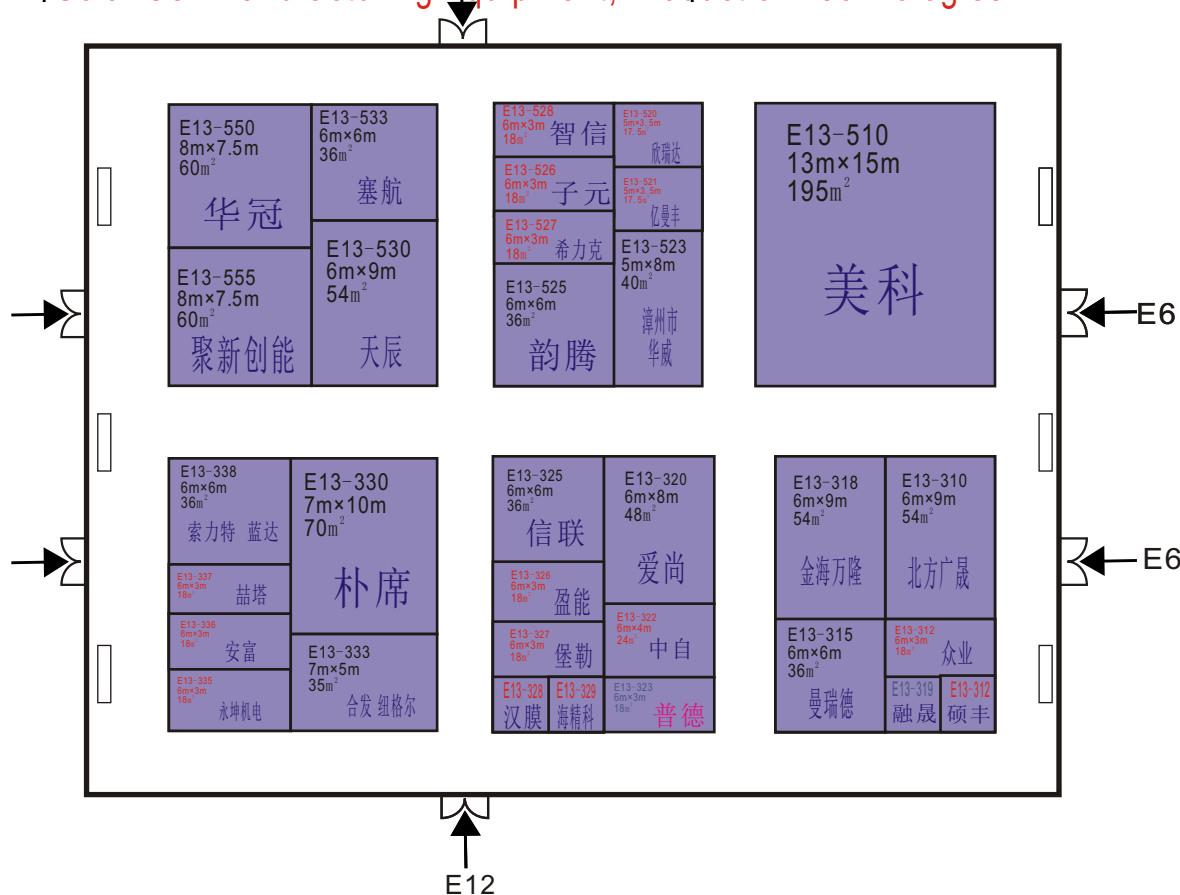 E13-550
8m×7.5m
60m²
华冠
E13-533
6m×6m
36m²
塞航
E13-555
8m×7.5m
60m²
聚新创能
E13-530
6m×9m
54m²
天辰
E13-528
6m×3m
18m²
智信
E13-520
5m×3.5m
17.5m²
欣瑞达
E13-526
6m×3m
18m²
子元
E13-521
5m×3.5m
17.5m²
亿曼丰
E13-527
6m×3m
18m²
希力克
E13-523
5m×8m
40m²
漳州市
华威
E13-525
6m×6m
36m²
韵腾
E13-510
13m×15m
195m²
美科
E6
E13-338
6m×6m
36m²
索力特 蓝达
E13-330
7m×10m
70m²
朴席
E13-337
6m×3m
18m²
喆塔
E13-336
6m×3m
18m²
安富
E13-335
6m×3m
18m²
永坤机电
E13-333
7m×5m
35m²
合发 纽格尔
E13-325
6m×6m
36m²
信联
E13-320
6m×8m
48m²
爱尚
E13-326
6m×3m
18m²
盈能
E13-327
6m×3m
18m²
堡勒
E13-322
6m×4m
24m²
中自
E13-328
汉膜
E13-329
海精科
E13-323
6m×3m
18m²
普德
E13-318
6m×9m
54m²
金海万隆
E13-310
6m×9m
54m²
北方广晟
E13-315
6m×6m
36m²
曼瑞德
E13-312
6m×3m
18m²
众业
E13-319
融晟
E13-312
硕丰
E6
E12